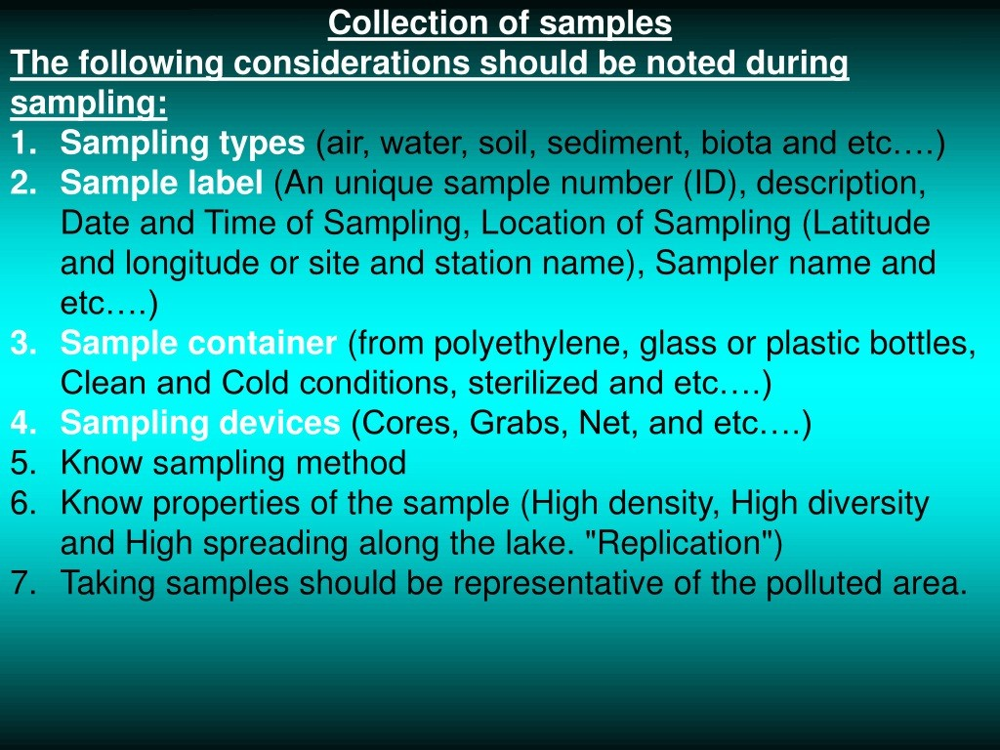 Collection of samples
The following considerations should be noted during
sampling:
1. Sampling types (air, water, soil, sediment, biota and etc….)
2. Sample label (An unique sample number (ID), description,
Date and Time of Sampling, Location of Sampling (Latitude
and longitude or site and station name), Sampler name and
etc….)
3. Sample container (from polyethylene, glass or plastic bottles,
Clean and Cold conditions, sterilized and etc….)
4. Sampling devices (Cores, Grabs, Net, and etc….)
5. Know sampling method
6. Know properties of the sample (High density, High diversity
and High spreading along the lake. "Replication")
7. Taking samples should be representative of the polluted area.